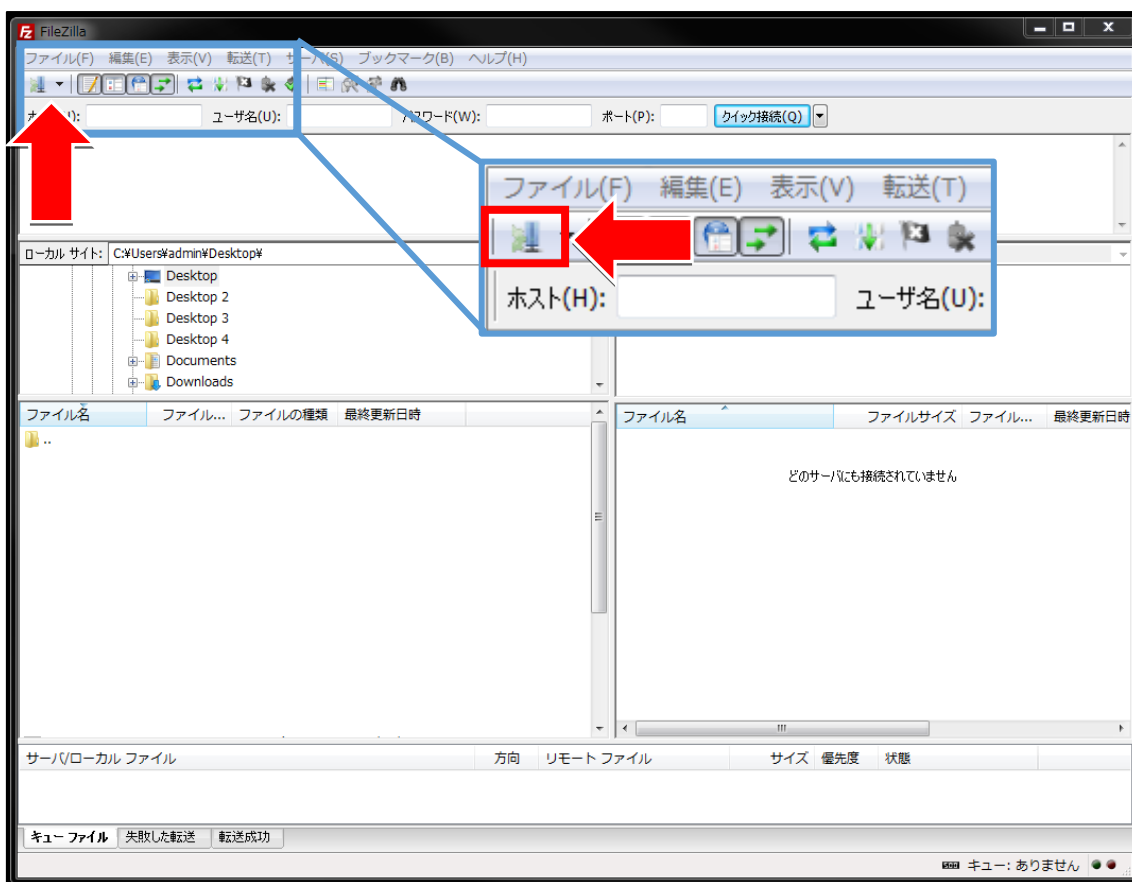 FileZilla
ファイル(F) 編集(E) 表示(V) 転送(T) サーバ(S) ブックマーク(B) ヘルプ(H)
ユーザ名(U): パスワード(W): ポート(P): クイック接続(Q)
ファイル(F) 編集(E) 表示(V) 転送(T)
ホスト(H): ユーザ名(U):
ローカル サイト: C:¥Users¥admin¥Desktop¥
Desktop
Desktop 2
Desktop 3
Desktop 4
Documents
Downloads
ファイル名 ファイル... ファイルの種類 最終更新日時
..
ファイル名 ファイルサイズ ファイル... 最終更新日時
どのサーバにも接続されていません
サーバ/ローカル ファイル 方向 リモート ファイル サイズ 優先度 状態
キュー ファイル 失敗した転送 転送成功
キュー: ありません